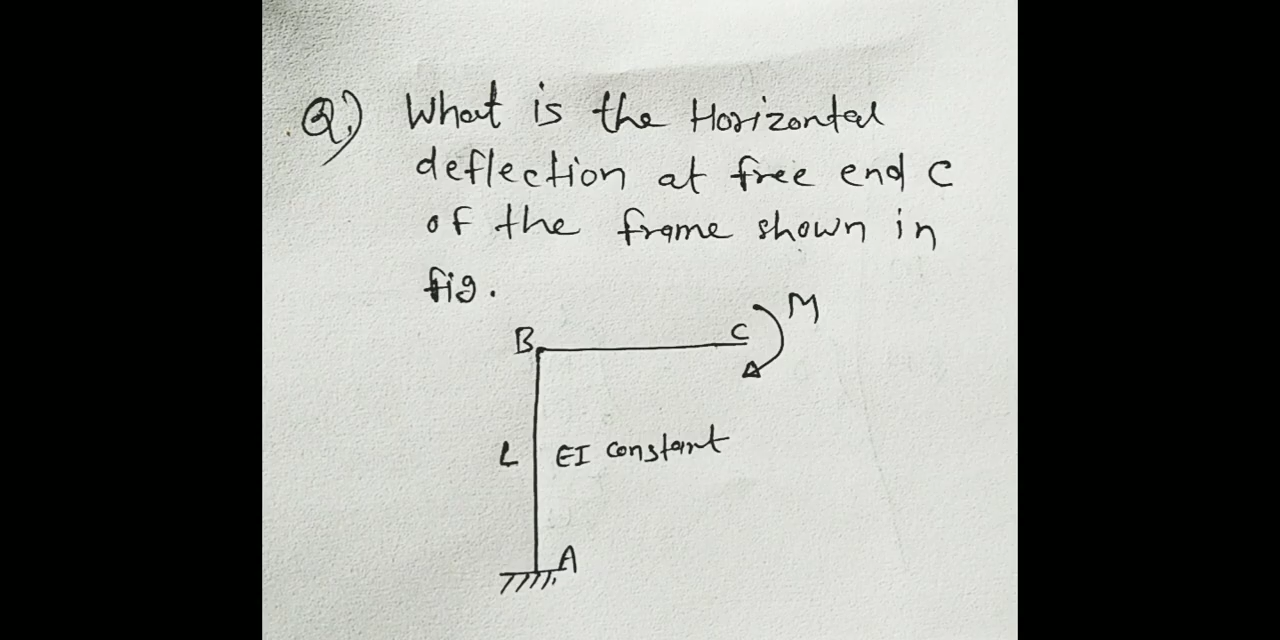 Q.) What is the Horizontal
deflection at free end C
of the frame shown in
fig.
M
B C
L EI constant
A